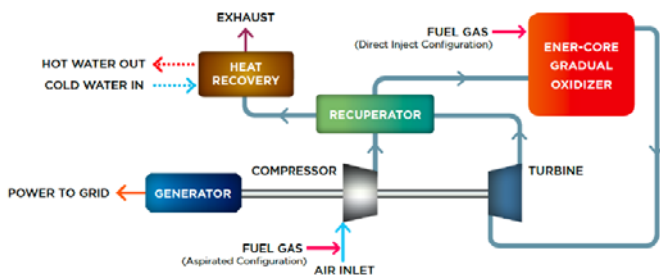 EXHAUST
FUEL GAS
(Direct Inject Configuration)
ENER-CORE
GRADUAL
OXIDIZER
HOT WATER OUT
COLD WATER IN
HEAT
RECOVERY
RECUPERATOR
COMPRESSOR
TURBINE
POWER TO GRID
GENERATOR
FUEL GAS
(Aspirated Configuration)
AIR INLET